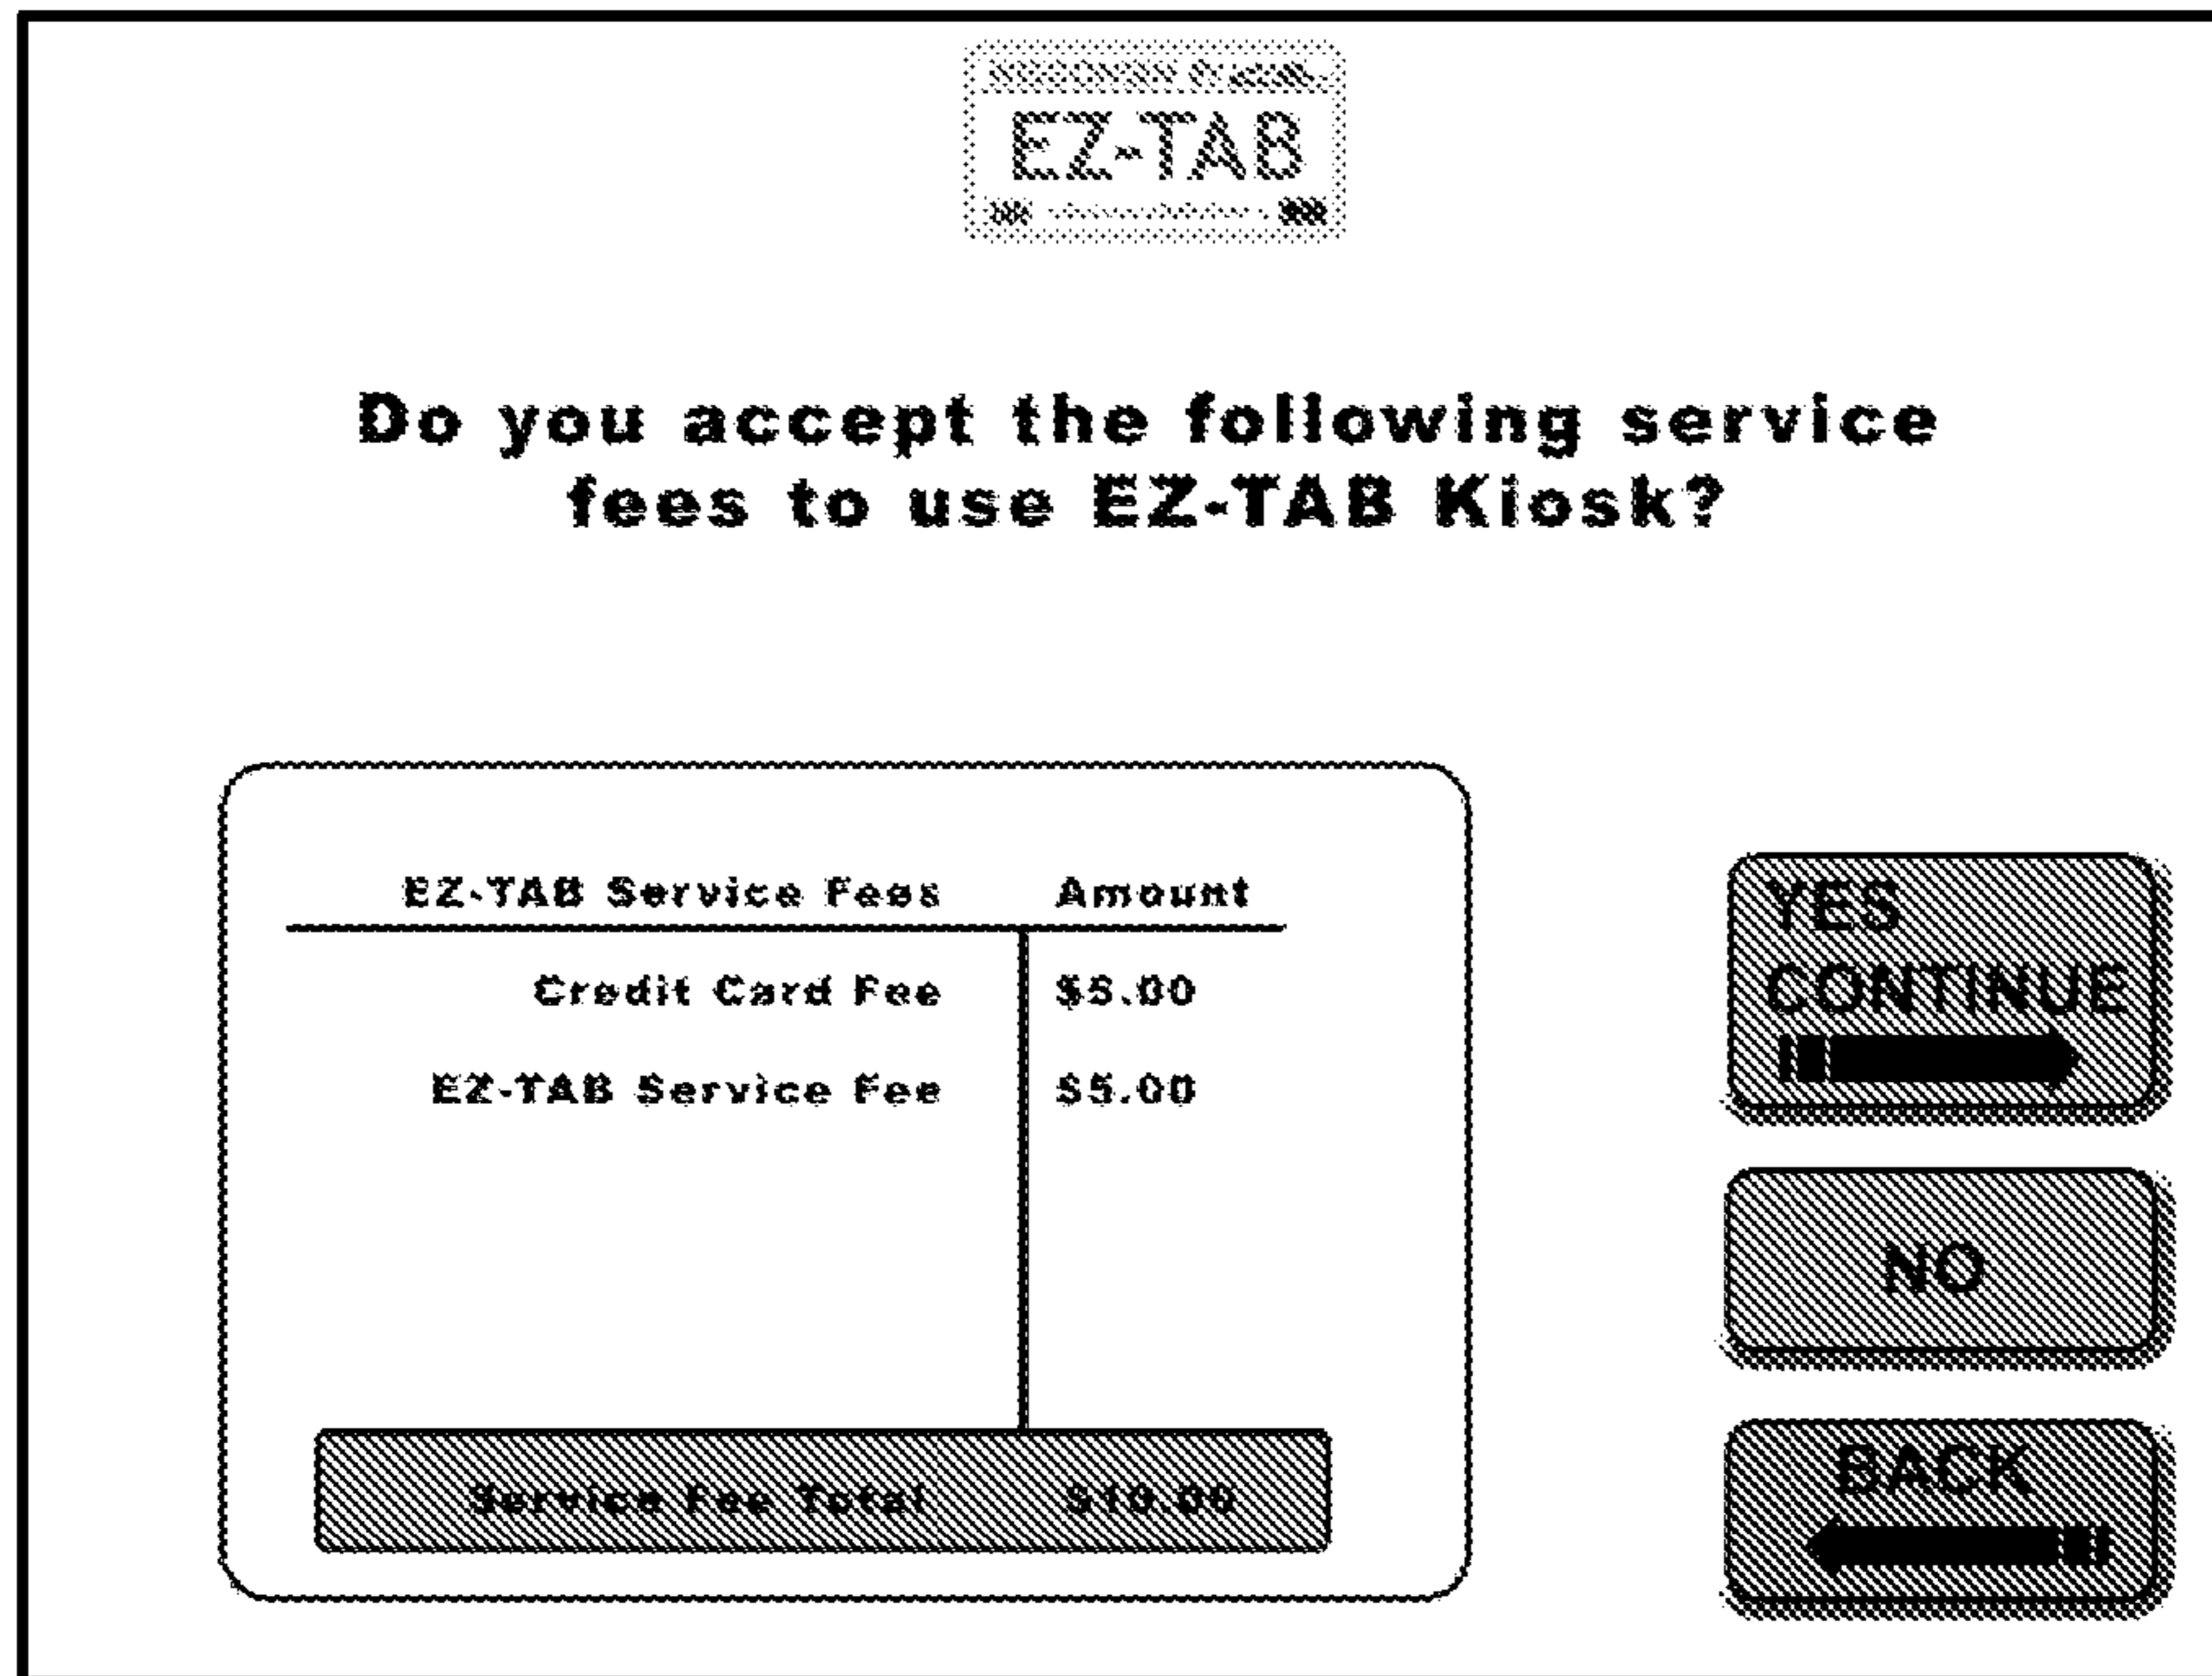 EZ-TAB
Do you accept the following service
fees to use EZ-TAB Kiosk?
EZ-TAB Service Fees Amount
Credit Card Fee $5.00
EZ-TAB Service Fee $5.00
Service Fee Total $10.00
YES
CONTINUE
NO
BACK